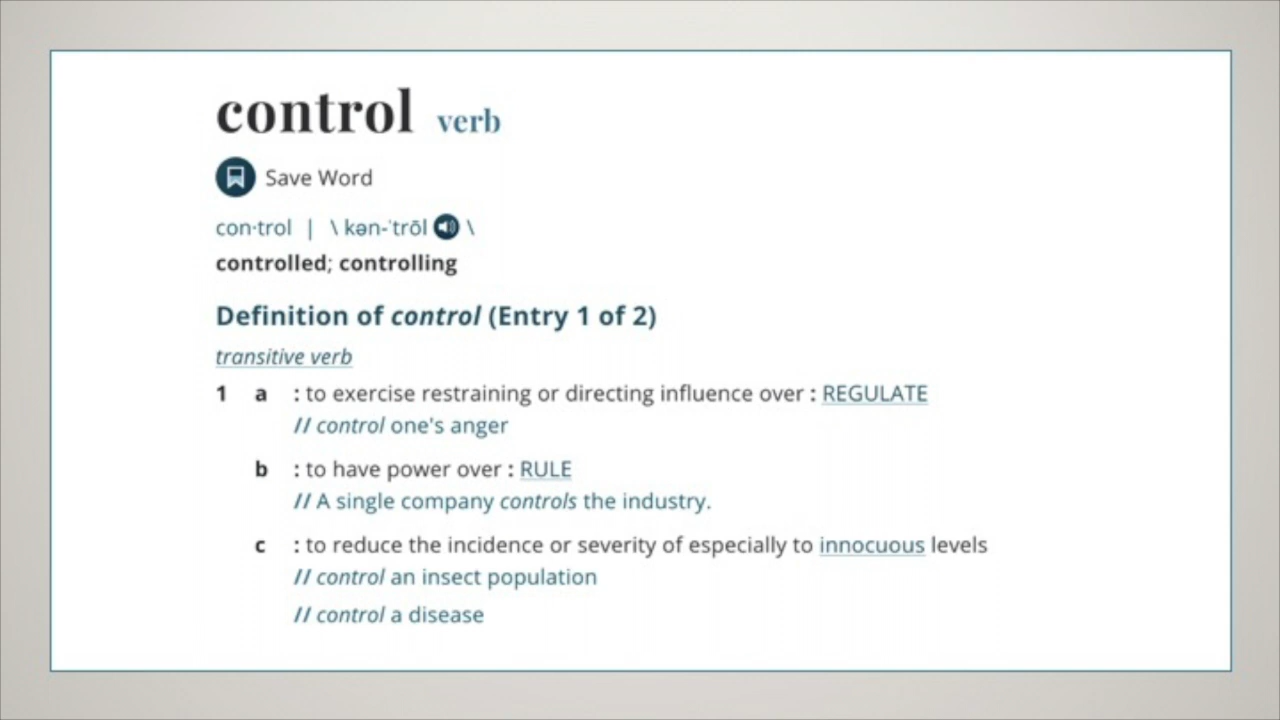 control verb
Save Word
con·trol | \ kən-ˈtrōl \
controlled; controlling
Definition of control (Entry 1 of 2)
transitive verb
1 a : to exercise restraining or directing influence over : REGULATE
// control one's anger
b : to have power over : RULE
// A single company controls the industry.
c : to reduce the incidence or severity of especially to innocuous levels
// control an insect population
// control a disease